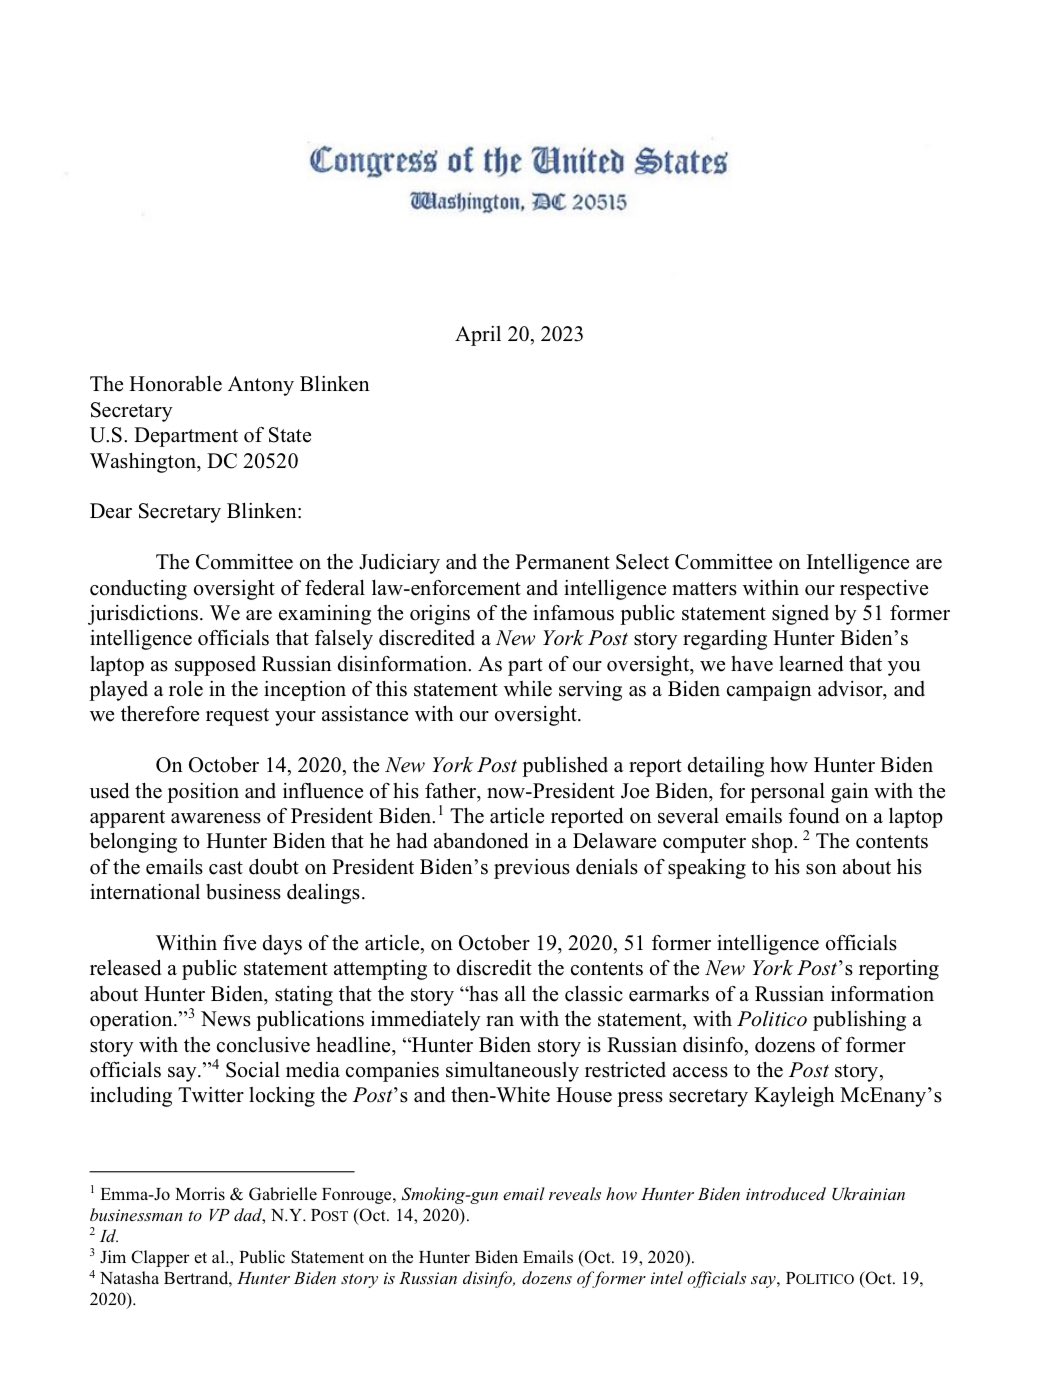 Congress of the United States
Washington, DC 20515
April 20, 2023
The Honorable Antony Blinken
Secretary
U.S. Department of State
Washington, DC 20520
Dear Secretary Blinken:
The Committee on the Judiciary and the Permanent Select Committee on Intelligence are
conducting oversight of federal law-enforcement and intelligence matters within our respective
jurisdictions. We are examining the origins of the infamous public statement signed by 51 former
intelligence officials that falsely discredited a New York Post story regarding Hunter Biden’s
laptop as supposed Russian disinformation. As part of our oversight, we have learned that you
played a role in the inception of this statement while serving as a Biden campaign advisor, and
we therefore request your assistance with our oversight.
On October 14, 2020, the New York Post published a report detailing how Hunter Biden
used the position and influence of his father, now-President Joe Biden, for personal gain with the
apparent awareness of President Biden.1 The article reported on several emails found on a laptop
belonging to Hunter Biden that he had abandoned in a Delaware computer shop. 2 The contents
of the emails cast doubt on President Biden’s previous denials of speaking to his son about his
international business dealings.
Within five days of the article, on October 19, 2020, 51 former intelligence officials
released a public statement attempting to discredit the contents of the New York Post’s reporting
about Hunter Biden, stating that the story “has all the classic earmarks of a Russian information
operation.”3 News publications immediately ran with the statement, with Politico publishing a
story with the conclusive headline, “Hunter Biden story is Russian disinfo, dozens of former
officials say.”4 Social media companies simultaneously restricted access to the Post story,
including Twitter locking the Post’s and then-White House press secretary Kayleigh McEnany’s
1 Emma-Jo Morris & Gabrielle Fonrouge, Smoking-gun email reveals how Hunter Biden introduced Ukrainian
businessman to VP dad, N.Y. POST (Oct. 14, 2020).
2 Id.
3 Jim Clapper et al., Public Statement on the Hunter Biden Emails (Oct. 19, 2020).
4 Natasha Bertrand, Hunter Biden story is Russian disinfo, dozens of former intel officials say, POLITICO (Oct. 19,
2020).